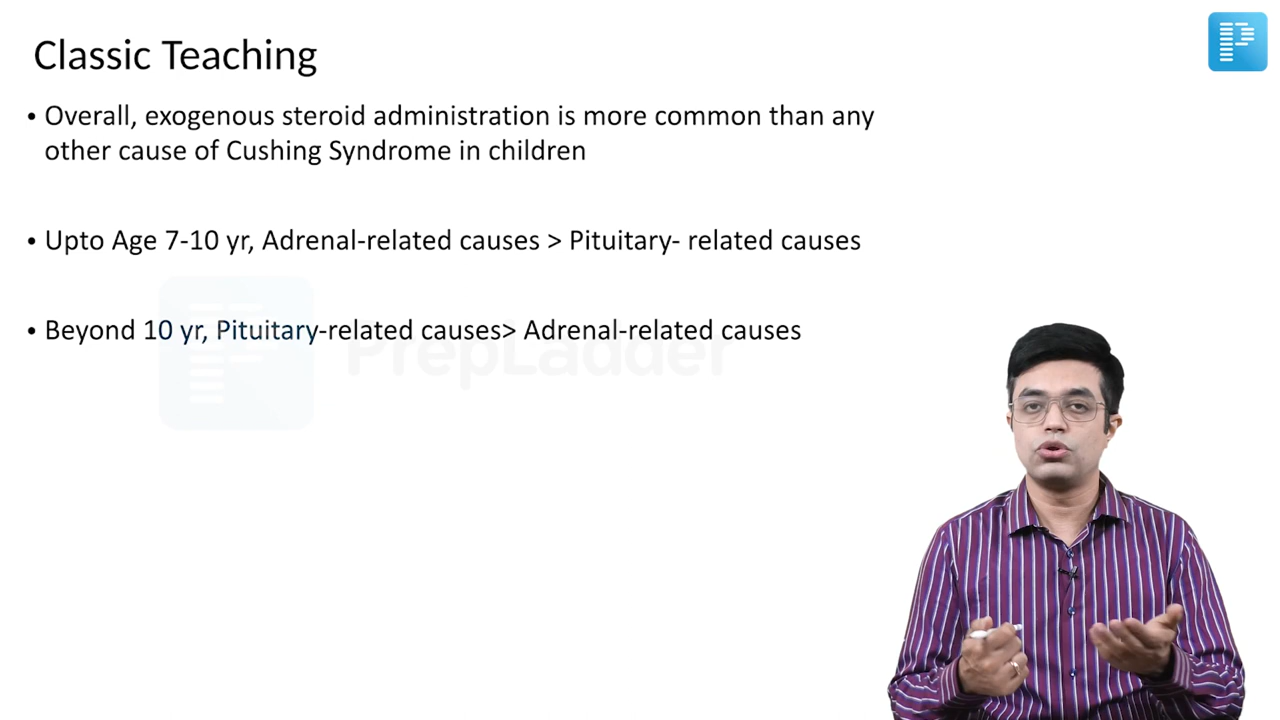 Classic Teaching
• Overall, exogenous steroid administration is more common than any
other cause of Cushing Syndrome in children
• Upto Age 7-10 yr, Adrenal-related causes > Pituitary- related causes
• Beyond 10 yr, Pituitary-related causes> Adrenal-related causes
PrepLadder